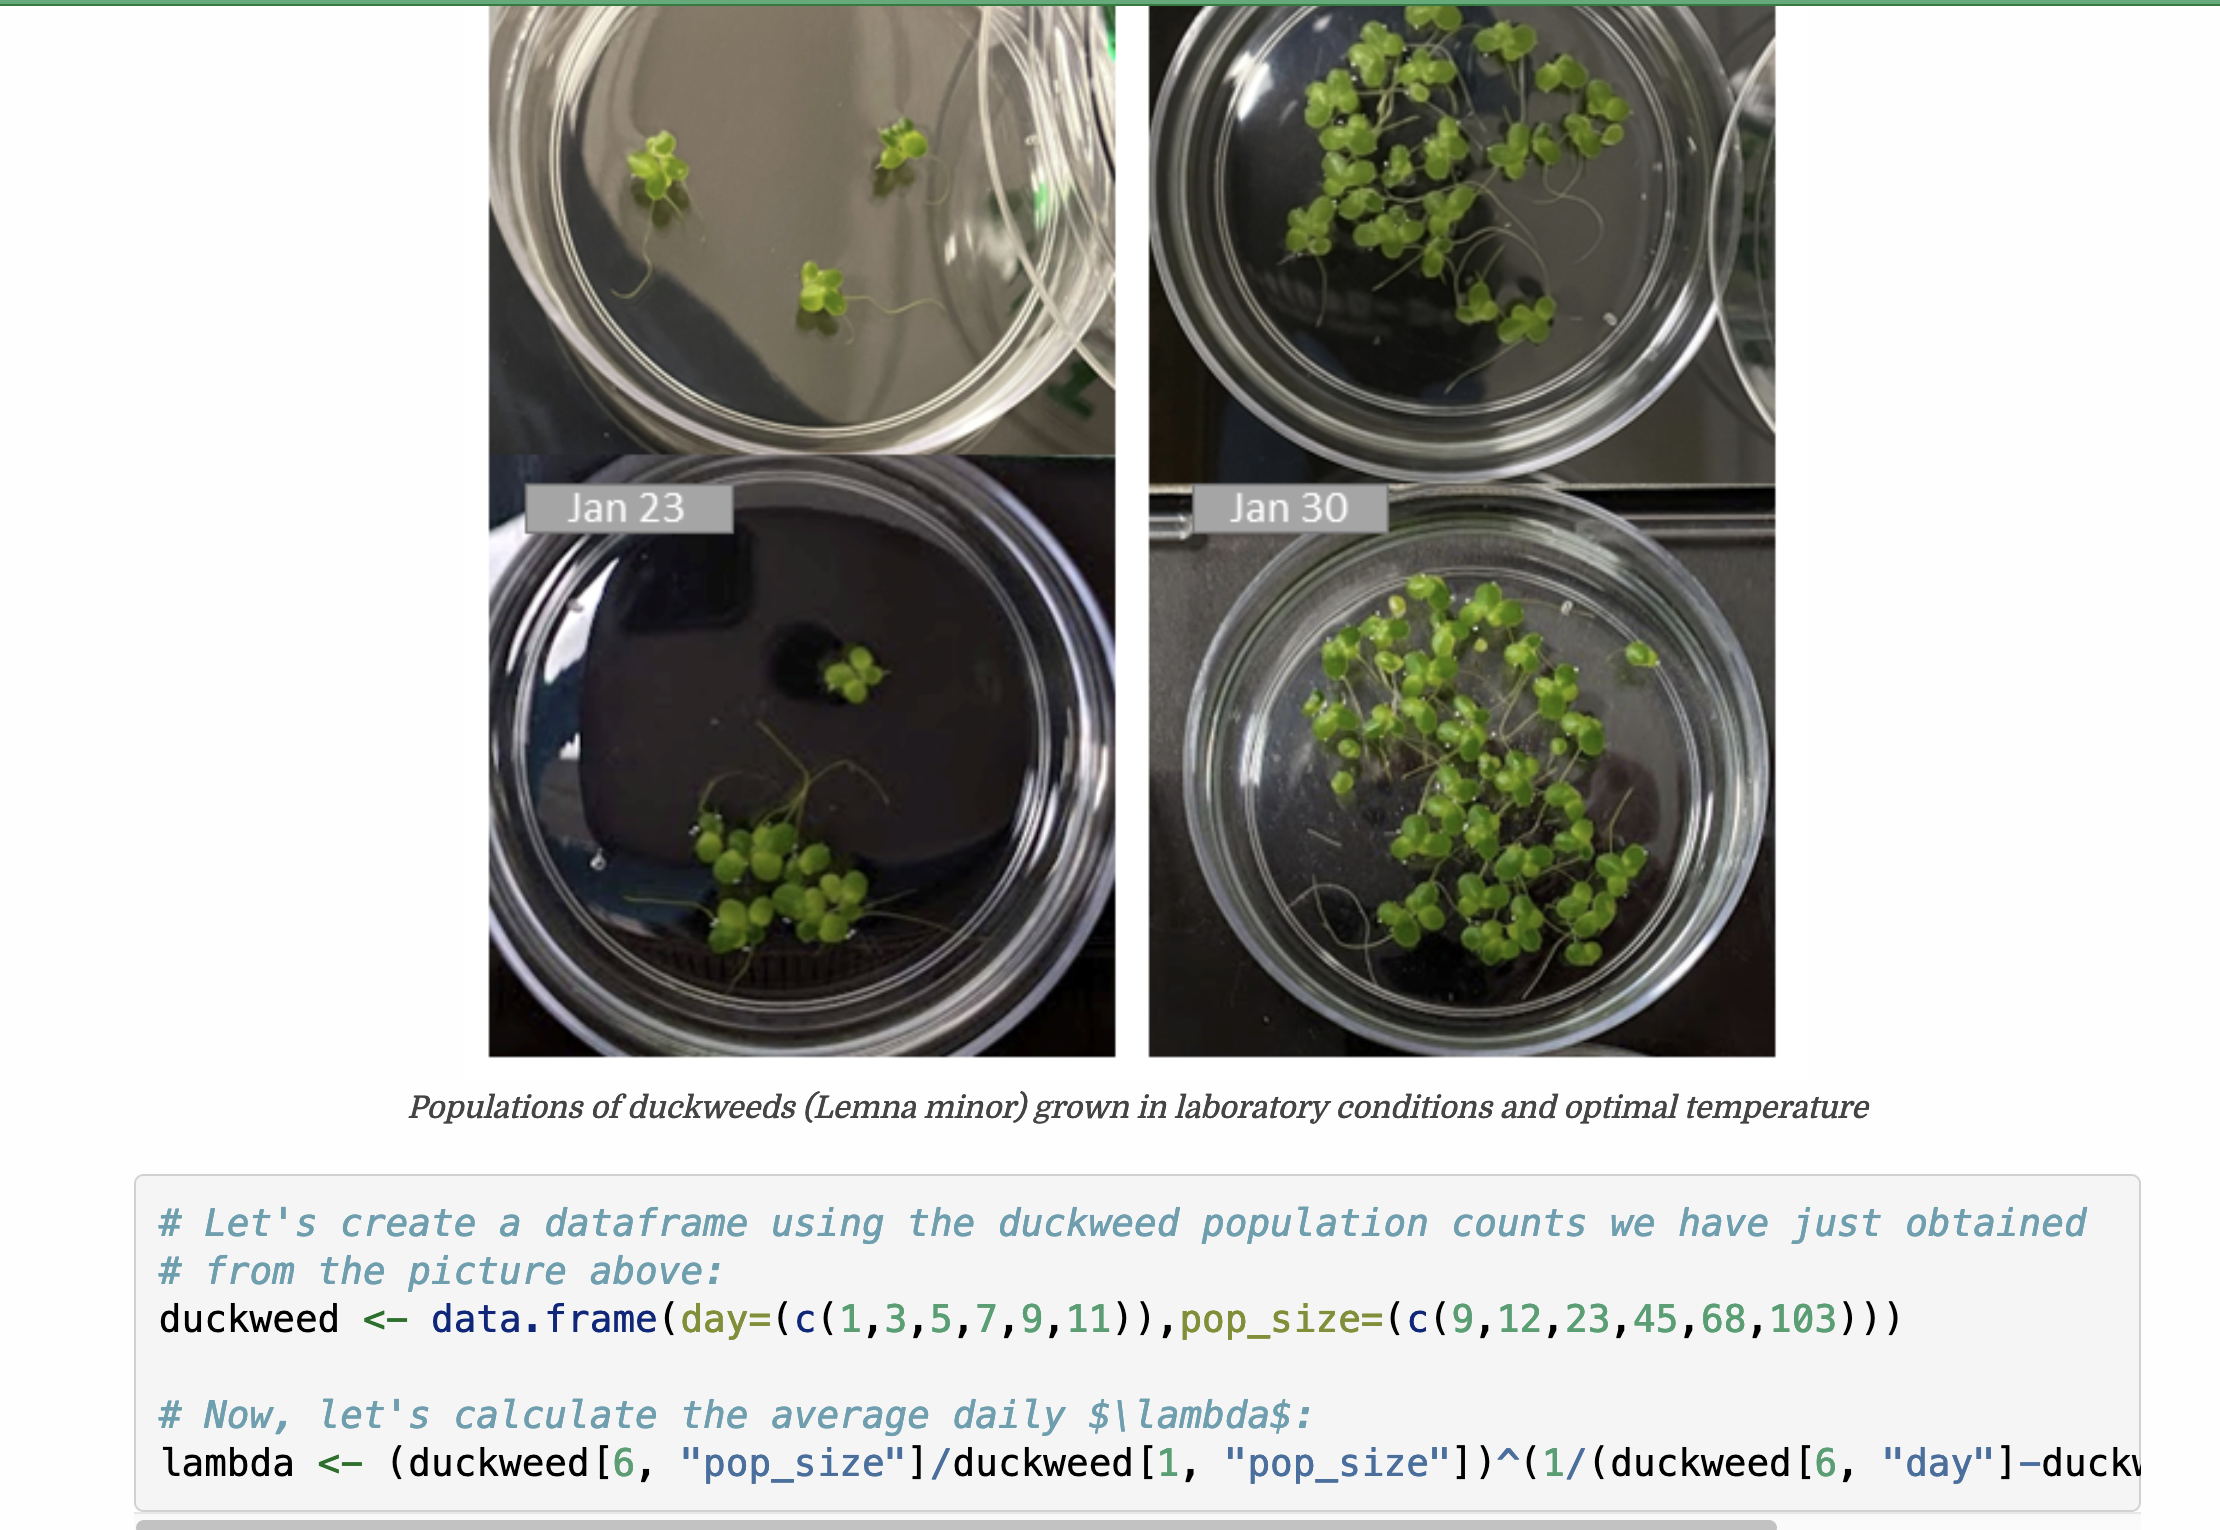 Jan 23
Jan 30
Populations of duckweeds (Lemna minor) grown in laboratory conditions and optimal temperature
# Let's create a dataframe using the duckweed population counts we have just obtained
# from the picture above:
duckweed <- data.frame(day=(c(1,3,5,7,9,11)),pop_size=(c(9,12,23,45,68,103)))
# Now, let's calculate the average daily $\lambda$:
lambda <- (duckweed[6, "pop_size"]/duckweed[1, "pop_size"])^(1/(duckweed[6, "day"]-duckw